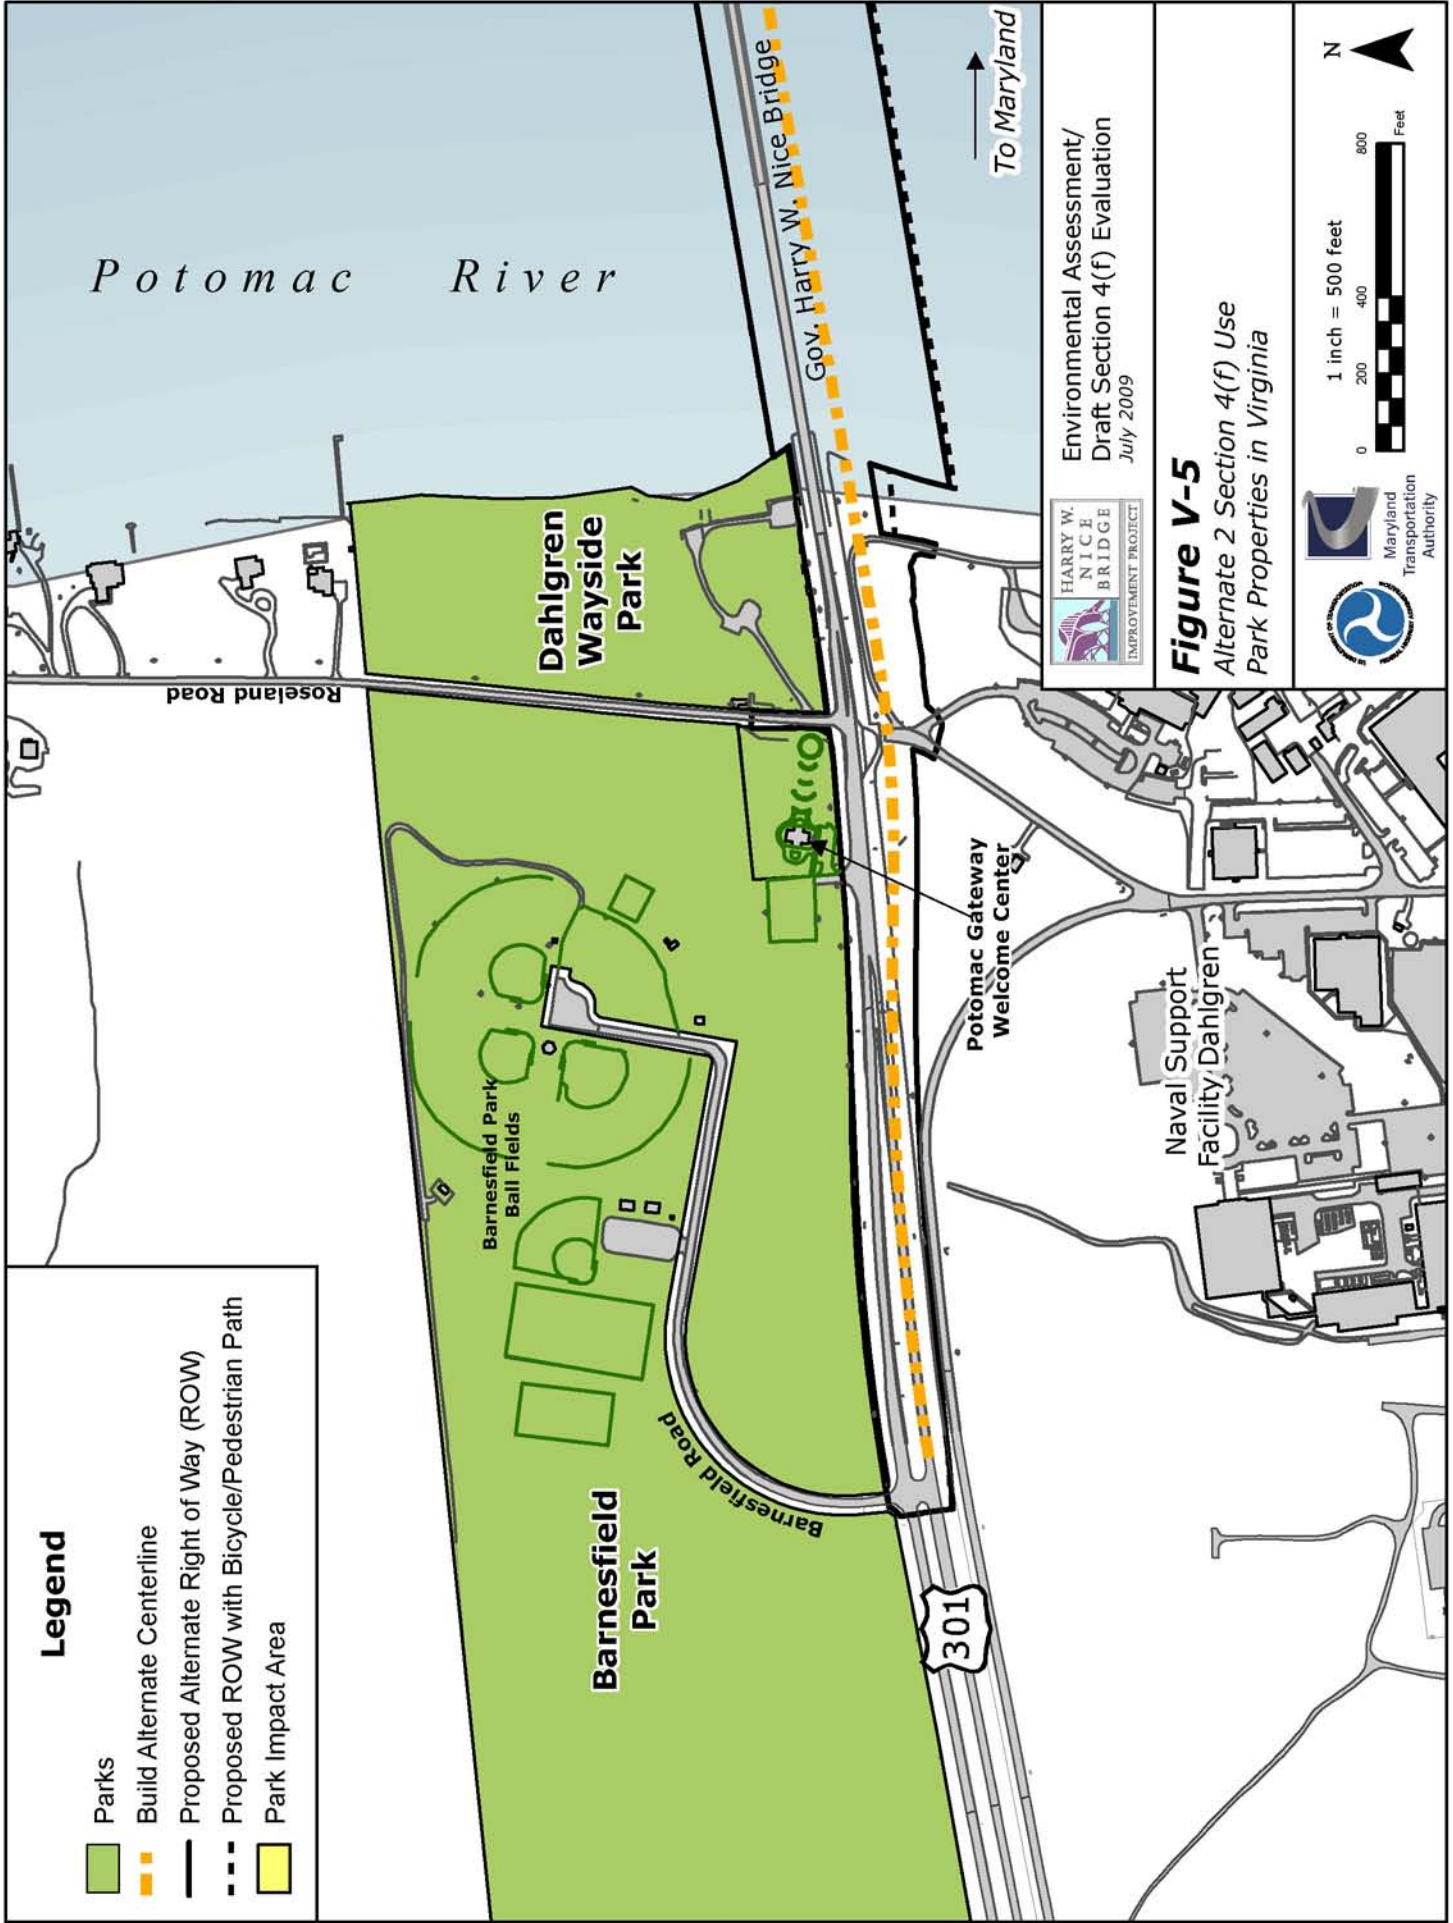 Legend
Parks
Build Alternate Centerline
Proposed Alternate Right of Way (ROW)
Proposed ROW with Bicycle/Pedestrian Path
Park Impact Area
Potomac River
Roseland Road
Dahlgren
Wayside
Park
Gov. Harry W. Nice Bridge
To Maryland
Barnesfield Park
Ball Fields
Barnesfield
Park
Barnesfield Road
301
Potomac Gateway
Welcome Center
Naval Support
Facility Dahlgren
HARRY W.
NICE
BRIDGE
IMPROVEMENT PROJECT
Environmental Assessment/
Draft Section 4(f) Evaluation
July 2009
Figure V-5
Alternate 2 Section 4(f) Use
Park Properties in Virginia
Maryland
Transportation
Authority
1 inch = 500 feet
0 200 400 800
Feet
N